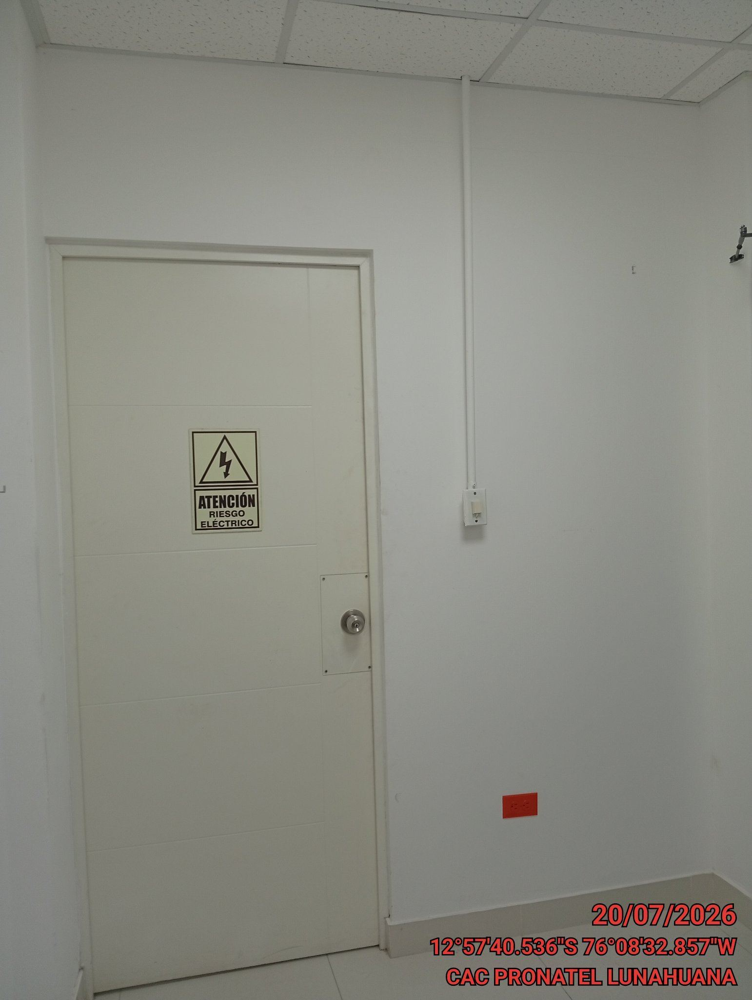 ATENCIÓN
RIESGO
ELÉCTRICO
20/07/2026
12°57'40.536"S 76°08'32.857"W
CAC PRONATEL LUNAHUANA